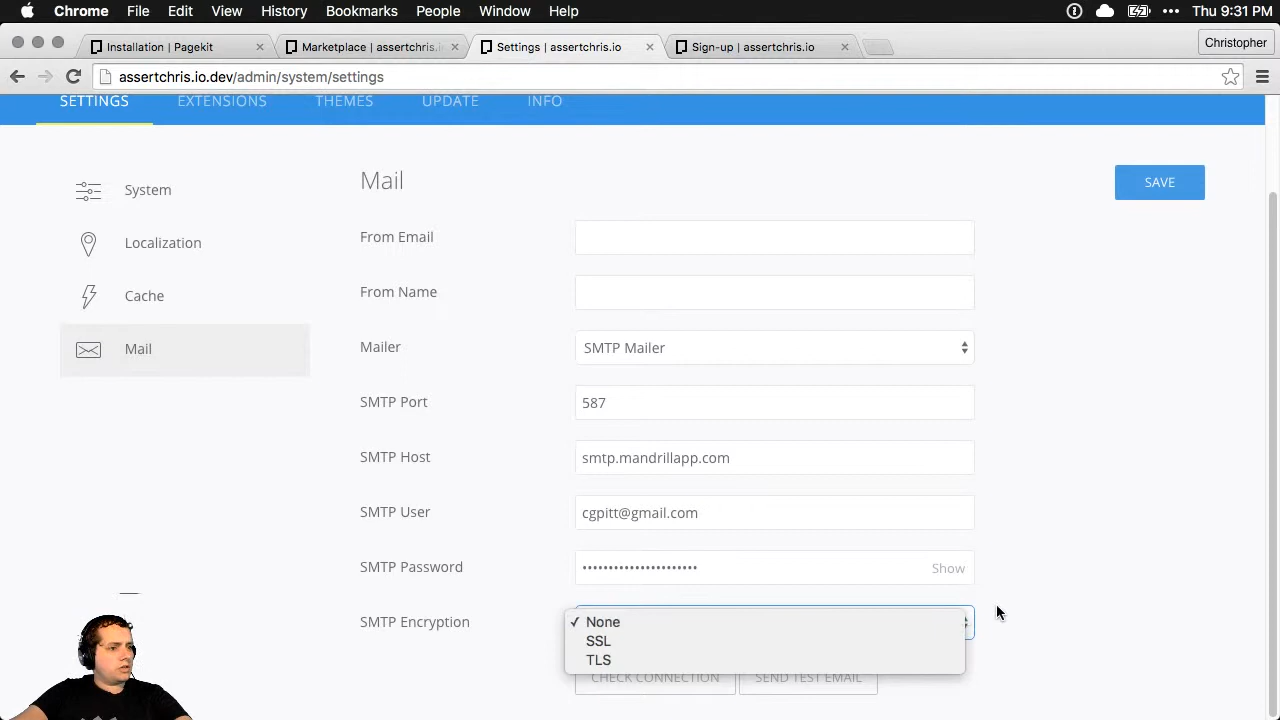 Chrome File Edit View History Bookmarks People Window Help Thu 9:31 PM
Installation | Pagekit Marketplace | assertchris.i Settings | assertchris.io Sign-up | assertchris.io Christopher
assertchris.io.dev/admin/system/settings
SETTINGS EXTENSIONS THEMES UPDATE INFO
System
Localization
Cache
Mail
Mail SAVE
From Email
From Name
Mailer SMTP Mailer
SMTP Port 587
SMTP Host smtp.mandrillapp.com
SMTP User cgpitt@gmail.com
SMTP Password •••••••••••••••••••••• Show
SMTP Encryption ✓ None
SSL
TLS
CHECK CONNECTION SEND TEST EMAIL